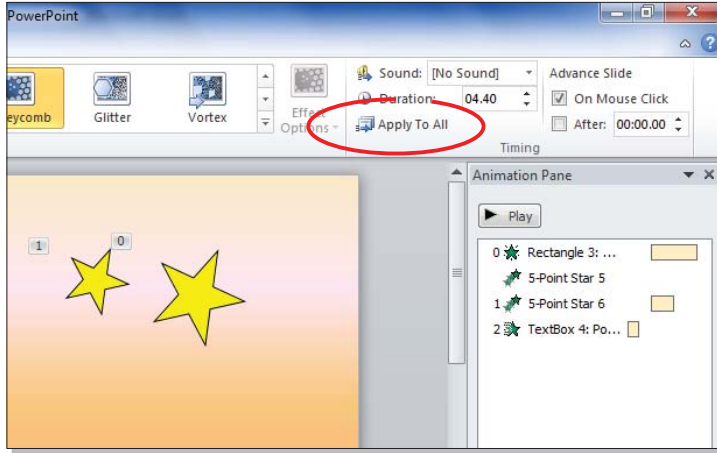 PowerPoint
eycomb
Glitter
Vortex
Effect
Options
Sound: [No Sound]
Duration: 04.40
Apply To All
Advance Slide
On Mouse Click
After: 00:00.00
Timing
Animation Pane
Play
0 Rectangle 3: ...
5-Point Star 5
1 5-Point Star 6
2 TextBox 4: Po...
1
0